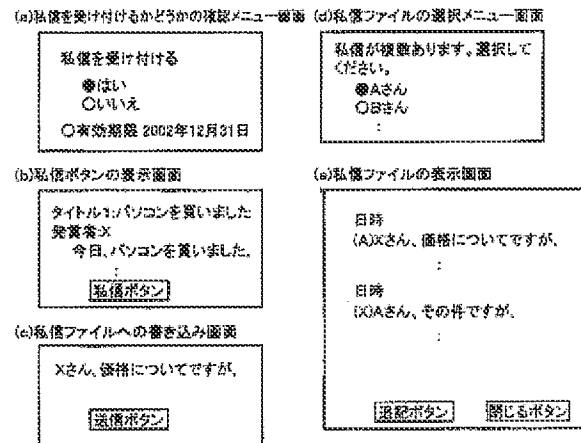 (a)私信を受け付けるかどうかの確認メニュー画面
私信を受け付ける
◉はい
○いいえ
○有効期限 2002年12月31日
(b)私信ボタンの表示画面
タイトル1:パソコンを買いました
発言者:X
今日、パソコンを買いました。
:
私信ボタン
(c)私信ファイルへの書き込み画面
Xさん、価格についてですが、
送信ボタン
(d)私信ファイルの選択メニュー画面
私信が複数あります。選択して
ください。
◉Aさん
○Bさん
:
(e)私信ファイルの表示画面
日時
(A)Xさん、価格についてですが、
:
日時
(X)Aさん、その件ですが、
:
追記ボタン 閉じるボタン